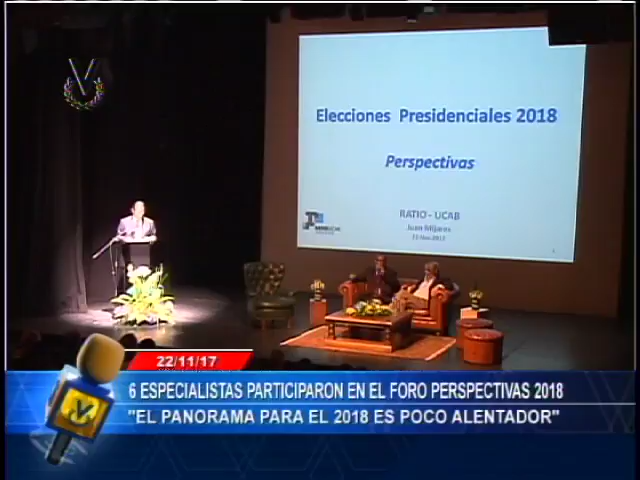 Elecciones Presidenciales 2018
Perspectivas
RATIO - UCAB
Juan Mijares
22/11/17
6 ESPECIALISTAS PARTICIPARON EN EL FORO PERSPECTIVAS 2018
"EL PANORAMA PARA EL 2018 ES POCO ALENTADOR"